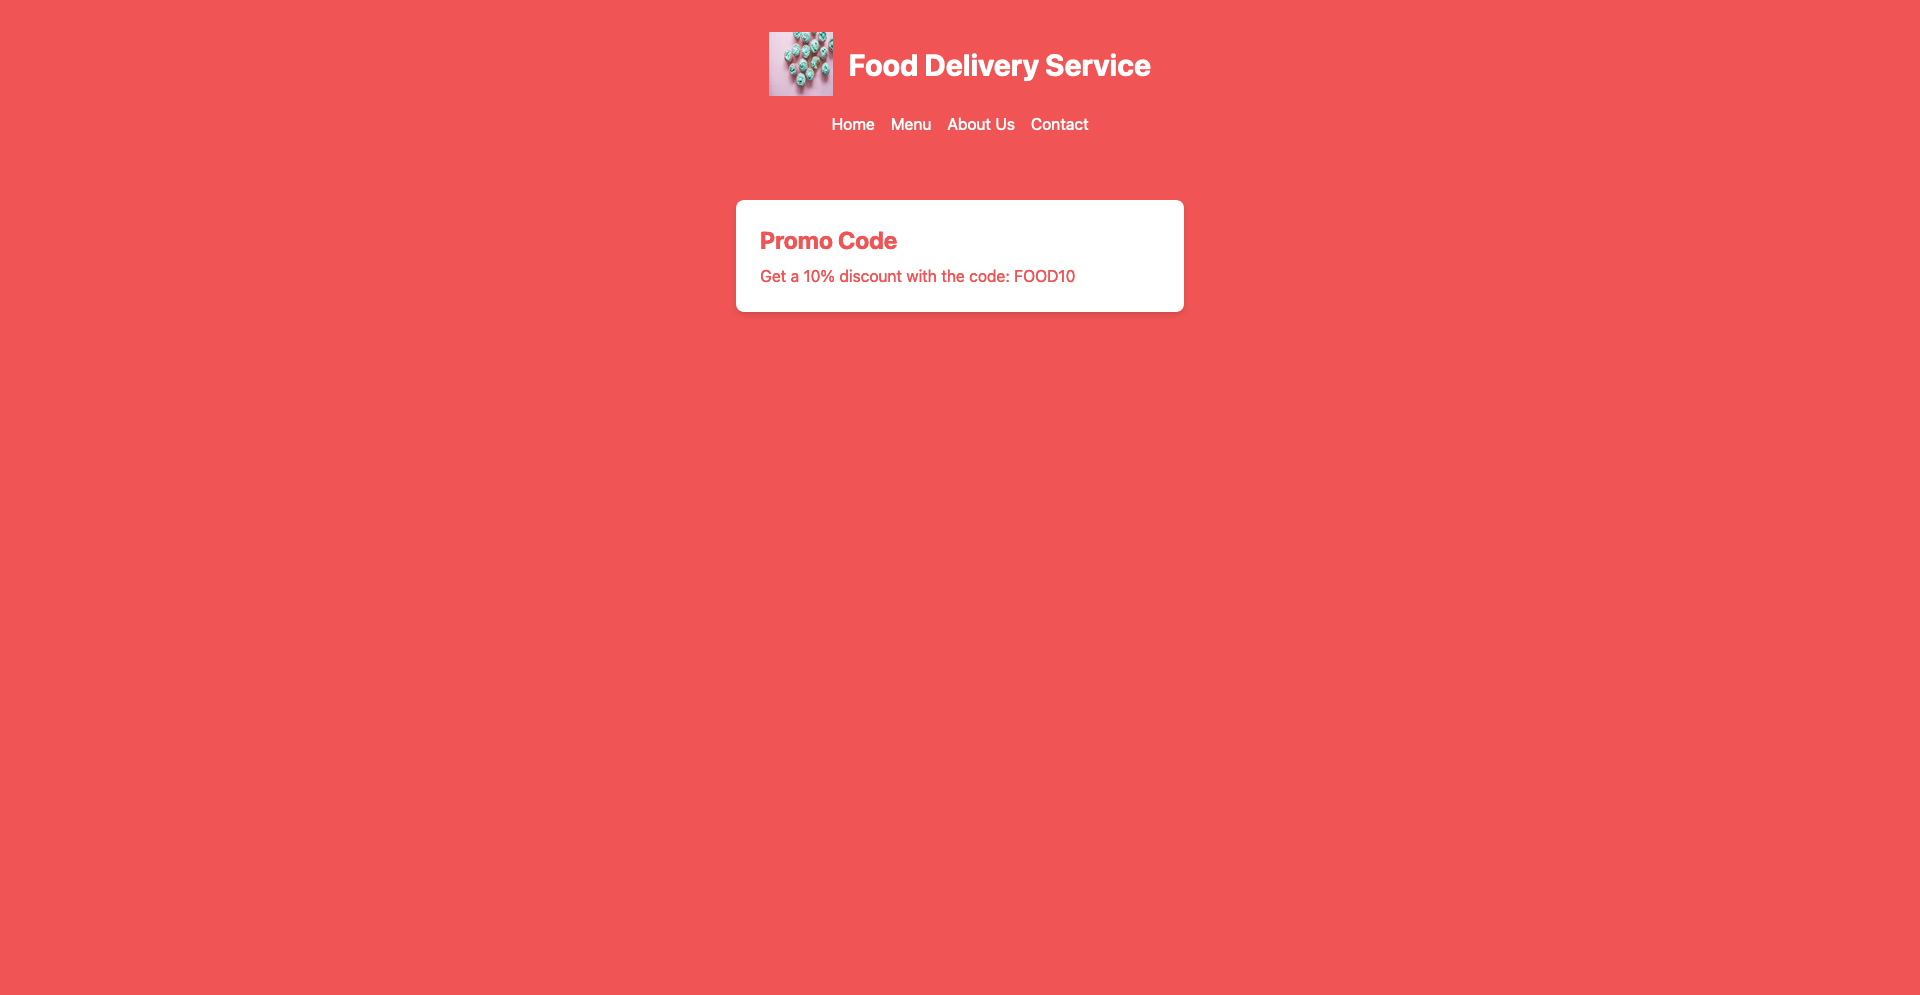 Food Delivery Service
Home Menu About Us Contact
Promo Code
Get a 10% discount with the code: FOOD10